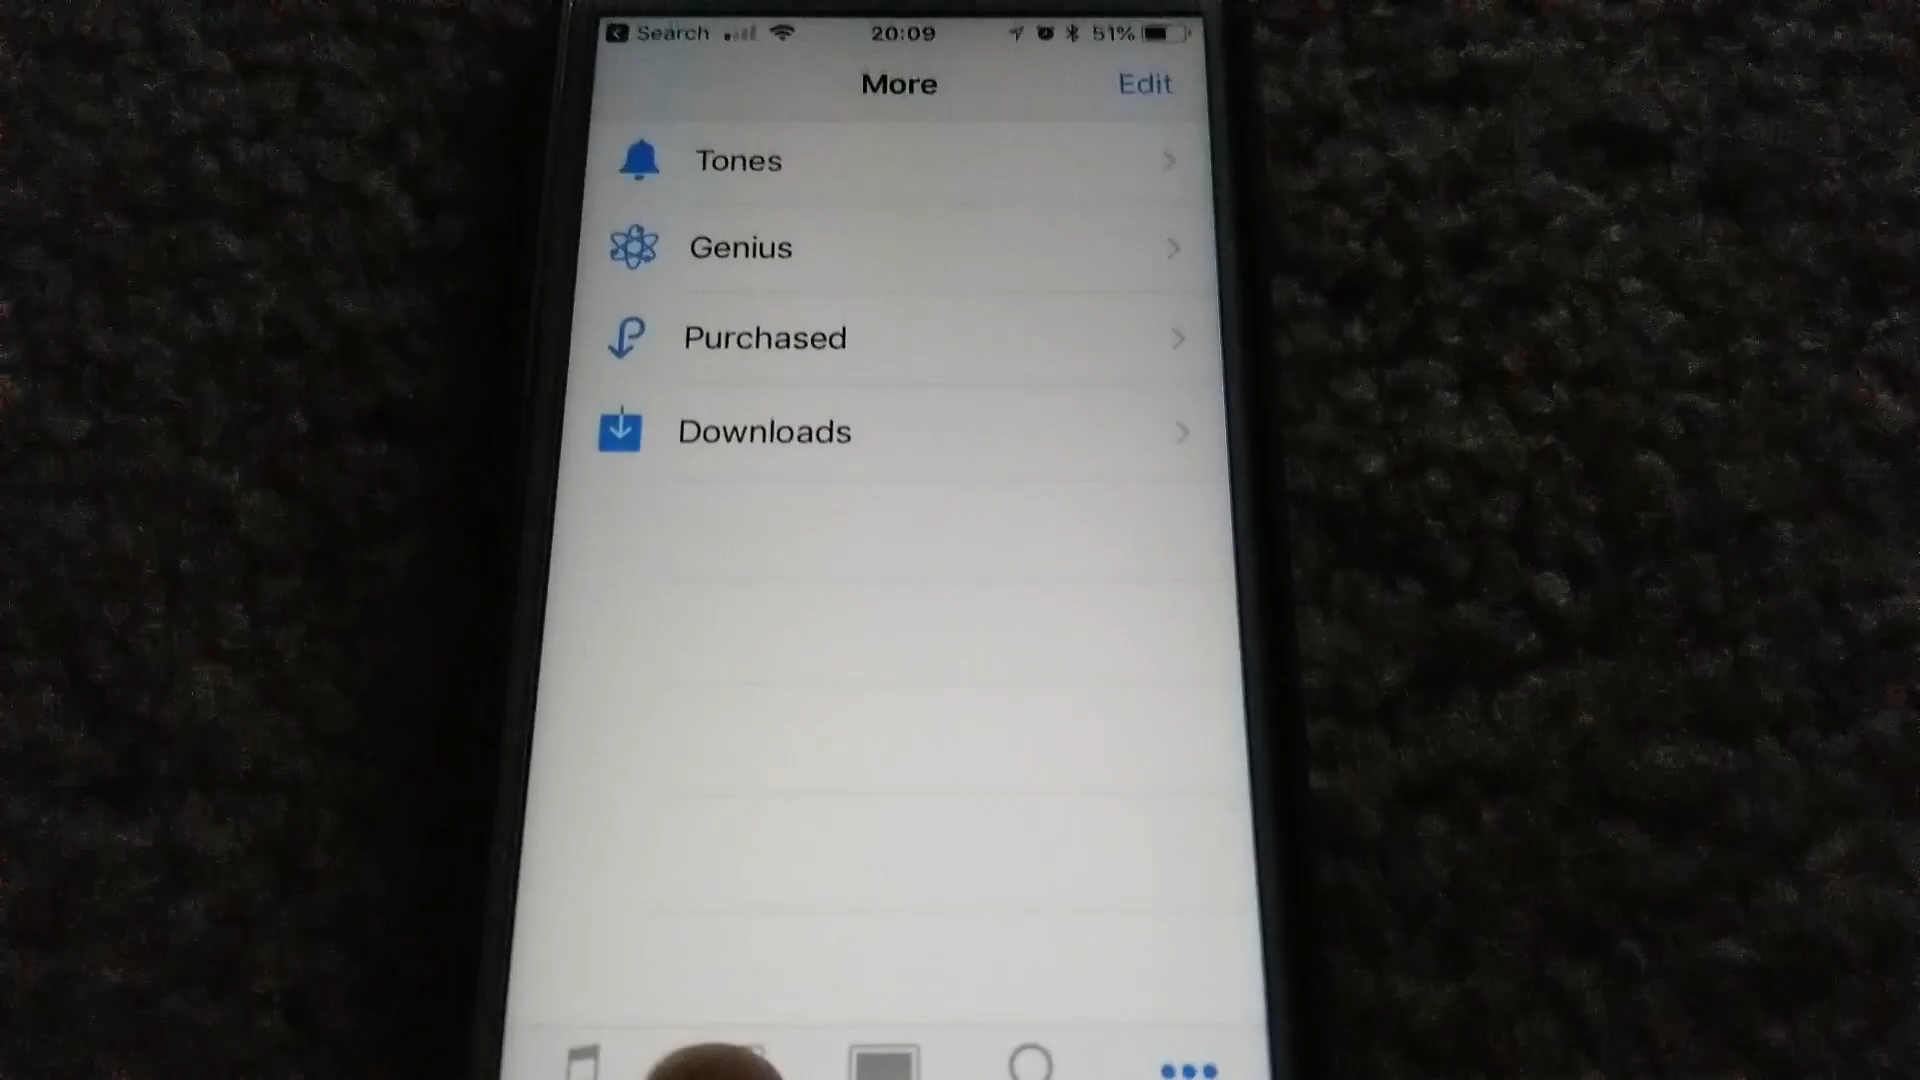 Search 20:09 51%
More Edit
Tones
Genius
Purchased
Downloads